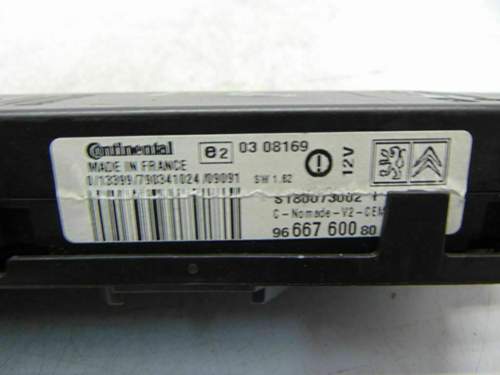 Continental e2 03 08169
MADE IN FRANCE 12V
0/13399/790341024/09091 SW 1.62
S180073002
C-Nomade-V2-CEM
96 667 600 80